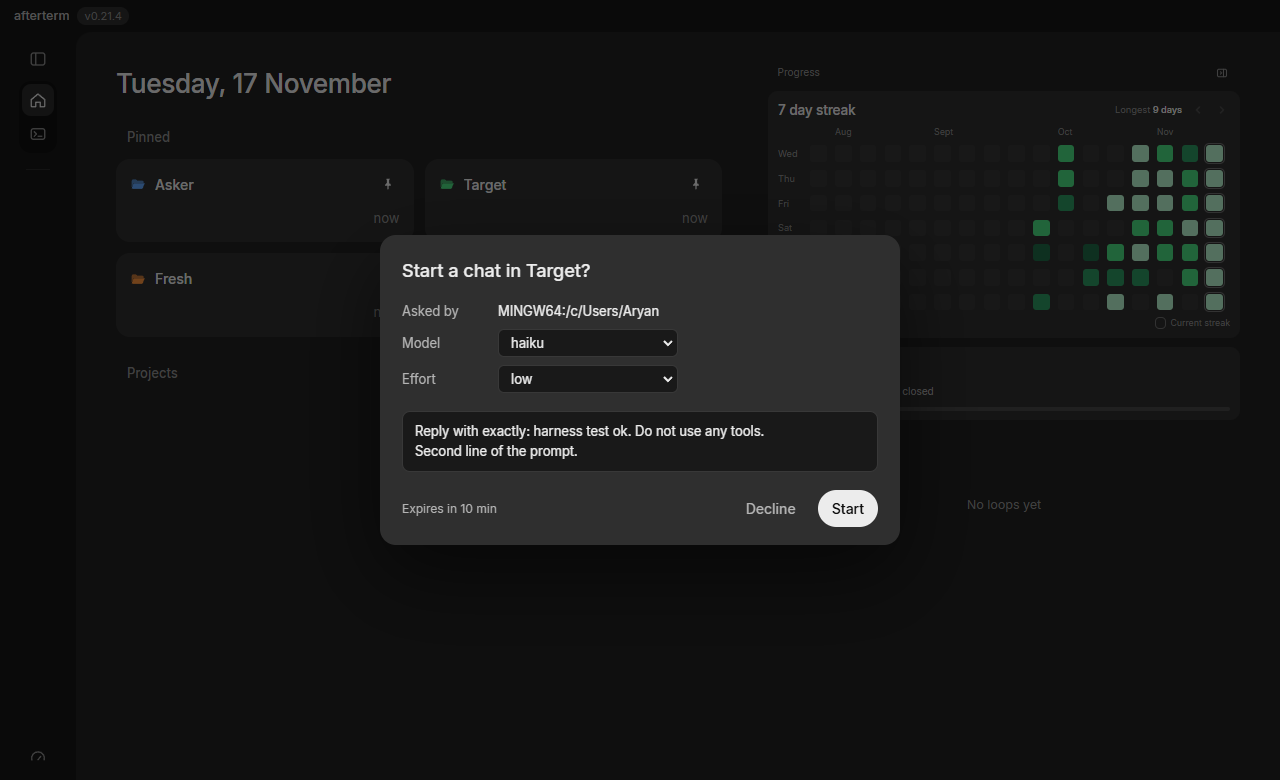 afterterm v0.21.4
Tuesday, 17 November
Pinned
Asker
now
Target
now
Fresh
Projects
Progress
7 day streak
Longest 9 days
Aug Sept Oct Nov
Wed
Thu
Fri
Sat
Current streak
closed
No loops yet
Start a chat in Target?
Asked by MINGW64:/c/Users/Aryan
Model haiku
Effort low
Reply with exactly: harness test ok. Do not use any tools.
Second line of the prompt.
Expires in 10 min
Decline
Start